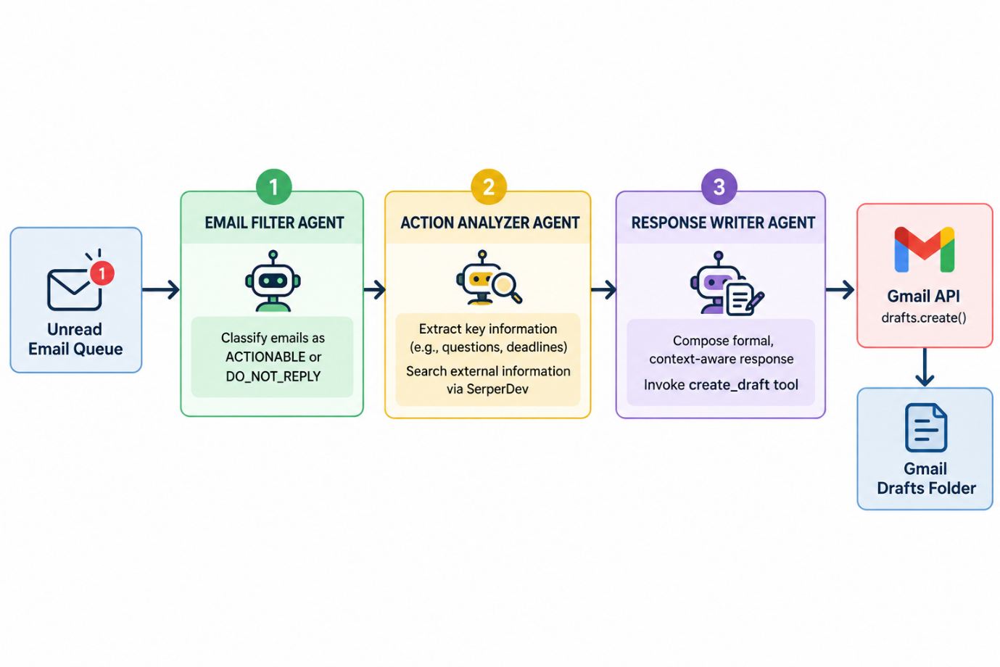 1
Unread
Email Queue
1
EMAIL FILTER AGENT
Classify emails as
ACTIONABLE or
DO_NOT_REPLY
2
ACTION ANALYZER AGENT
Extract key information
(e.g., questions, deadlines)
Search external information
via SerperDev
3
RESPONSE WRITER AGENT
Compose formal,
context-aware response
Invoke create_draft tool
Gmail API
drafts.create()
Gmail
Drafts Folder